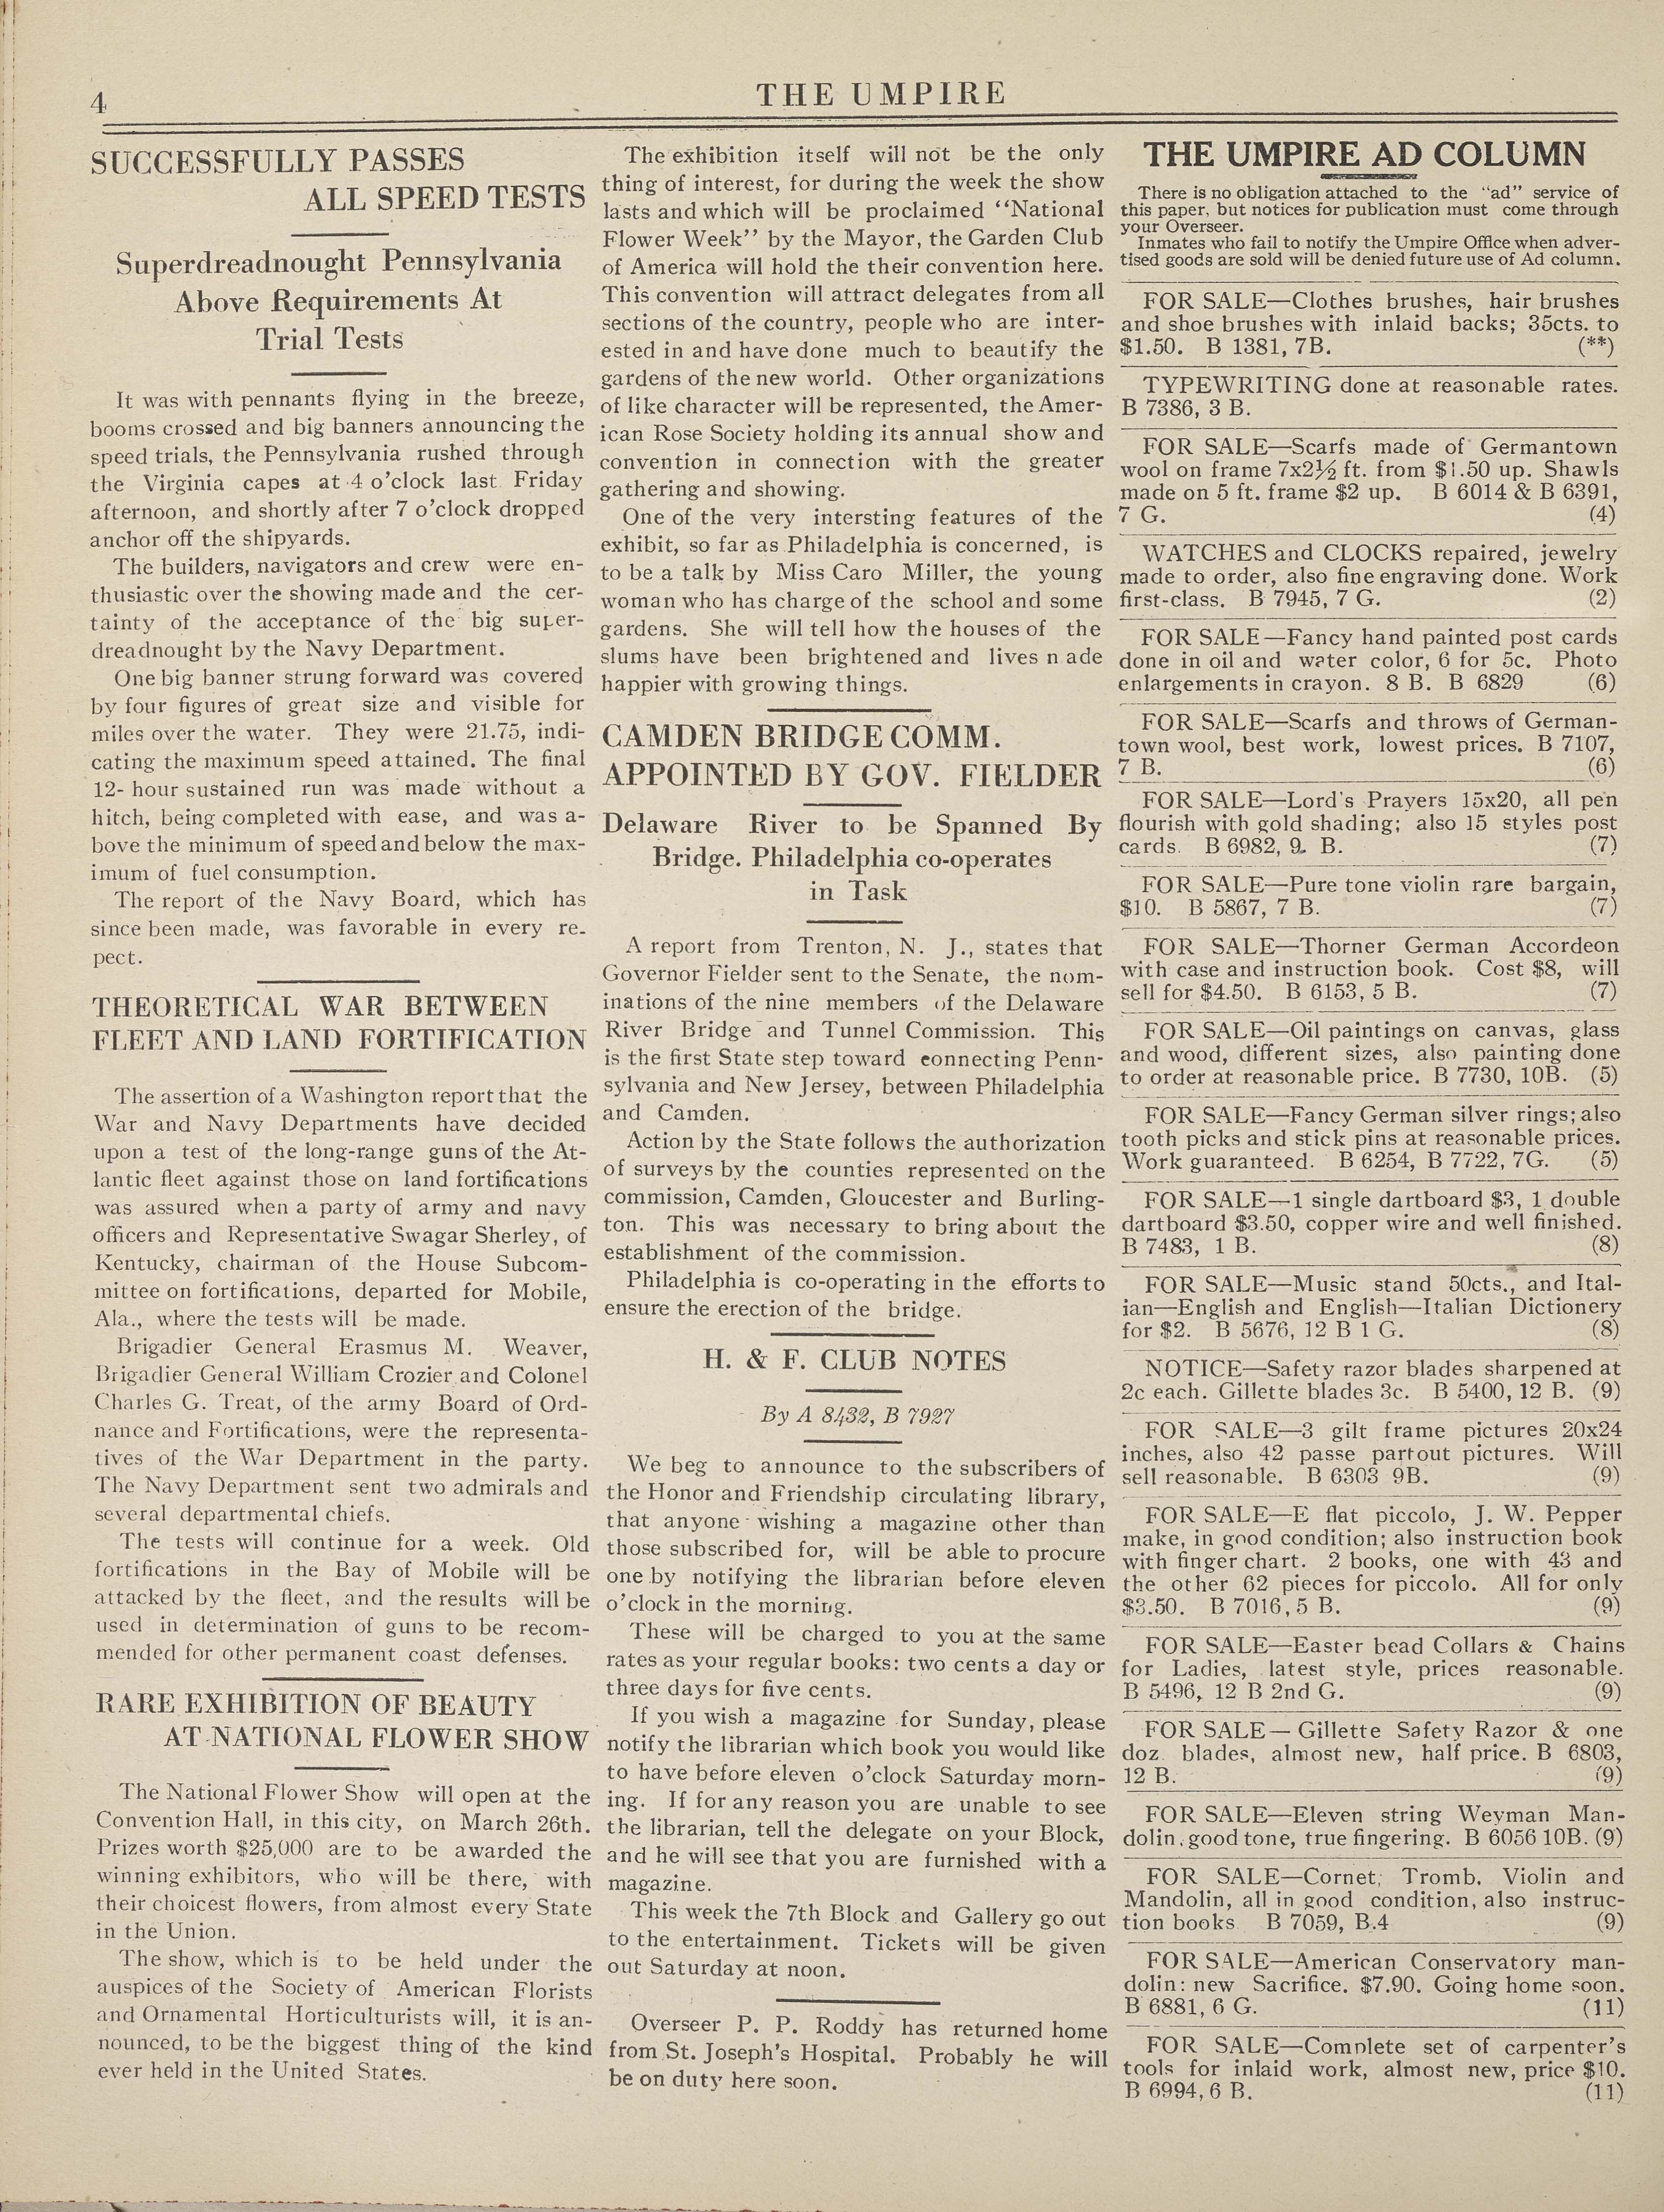 4
THE UMPIRE
SUCCESSFULLY PASSES
ALL SPEED TESTS
Superdreadnought Pennsylvania
Above Requirements At
Trial Tests
It was with pennants flying in the breeze,
booms crossed and big banners announcing the
speed trials, the Pennsylvania rushed through
the Virginia capes at 4 o'clock last Friday
afternoon, and shortly after 7 o'clock dropped
anchor off the shipyards.
The builders, navigators and crew were en-
thusiastic over the showing made and the cer-
tainty of the acceptance of the big super-
dreadnought by the Navy Department.
One big banner strung forward was covered
by four figures of great size and visible for
miles over the water. They were 21.75, indi-
cating the maximum speed attained. The final
12- hour sustained run was made without a
hitch, being completed with ease, and was a-
bove the minimum of speed and below the max-
imum of fuel consumption.
The report of the Navy Board, which has
since been made, was favorable in every re-
pect.
THEORETICAL WAR BETWEEN
FLEET AND LAND FORTIFICATION
The assertion of a Washington report that the
War and Navy Departments have decided
upon a test of the long-range guns of the At-
lantic fleet against those on land fortifications
was assured when a party of army and navy
officers and Representative Swagar Sherley, of
Kentucky, chairman of the House Subcom-
mittee on fortifications, departed for Mobile,
Ala., where the tests will be made.
Brigadier General Erasmus M. Weaver,
Brigadier General William Crozier and Colonel
Charles G. Treat, of the army Board of Ord-
nance and Fortifications, were the representa-
tives of the War Department in the party.
The Navy Department sent two admirals and
several departmental chiefs.
The tests will continue for a week. Old
fortifications in the Bay of Mobile will be
attacked by the fleet, and the results will be
used in determination of guns to be recom-
mended for other permanent coast defenses.
RARE EXHIBITION OF BEAUTY
AT NATIONAL FLOWER SHOW
The National Flower Show will open at the
Convention Hall, in this city, on March 26th.
Prizes worth $25,000 are to be awarded the
winning exhibitors, who will be there, with
their choicest flowers, from almost every State
in the Union.
The show, which is to be held under the
auspices of the Society of American Florists
and Ornamental Horticulturists will, it is an-
nounced, to be the biggest thing of the kind
ever held in the United States.
The exhibition itself will not be the only
thing of interest, for during the week the show
lasts and which will be proclaimed "National
Flower Week" by the Mayor, the Garden Club
of America will hold the their convention here.
This convention will attract delegates from all
sections of the country, people who are inter-
ested in and have done much to beautify the
gardens of the new world. Other organizations
of like character will be represented, the Amer-
ican Rose Society holding its annual show and
convention in connection with the greater
gathering and showing.
One of the very intersting features of the
exhibit, so far as Philadelphia is concerned, is
to be a talk by Miss Caro Miller, the young
woman who has charge of the school and some
gardens. She will tell how the houses of the
slums have been brightened and lives n ade
happier with growing things.
CAMDEN BRIDGE COMM.
APPOINTED BY GOV. FIELDER
Delaware River to be Spanned By
Bridge. Philadelphia co-operates
in Task
A report from Trenton, N. J., states that
Governor Fielder sent to the Senate, the nom-
inations of the nine members of the Delaware
River Bridge and Tunnel Commission. This
is the first State step toward connecting Penn-
sylvania and New Jersey, between Philadelphia
and Camden.
Action by the State follows the authorization
of surveys by the counties represented on the
commission, Camden, Gloucester and Burling-
ton. This was necessary to bring about the
establishment of the commission.
Philadelphia is co-operating in the efforts to
ensure the erection of the bridge.
H. & F. CLUB NOTES
By A 8432, B 7927
We beg to announce to the subscribers of
the Honor and Friendship circulating library,
that anyone wishing a magazine other than
those subscribed for, will be able to procure
one by notifying the librarian before eleven
o'clock in the morning.
These will be charged to you at the same
rates as your regular books: two cents a day or
three days for five cents.
If you wish a magazine for Sunday, please
notify the librarian which book you would like
to have before eleven o'clock Saturday morn-
ing. If for any reason you are unable to see
the librarian, tell the delegate on your Block,
and he will see that you are furnished with a
magazine.
This week the 7th Block and Gallery go out
to the entertainment. Tickets will be given
out Saturday at noon.
Overseer P. P. Roddy has returned home
from St. Joseph's Hospital. Probably he will
be on duty here soon.
THE UMPIRE AD COLUMN
There is no obligation attached to the "ad" service of
this paper, but notices for publication must come through
your Overseer.
Inmates who fail to notify the Umpire Office when adver-
tised goods are sold will be denied future use of Ad column.
FOR SALE—Clothes brushes, hair brushes
and shoe brushes with inlaid backs; 35cts. to
$1.50. B 1381, 7B. (**)
TYPEWRITING done at reasonable rates.
B 7386, 3 B.
FOR SALE—Scarfs made of Germantown
wool on frame 7x2½ ft. from $1.50 up. Shawls
made on 5 ft. frame $2 up. B 6014 & B 6391,
7 G. (4)
WATCHES and CLOCKS repaired, jewelry
made to order, also fine engraving done. Work
first-class. B 7945, 7 G. (2)
FOR SALE—Fancy hand painted post cards
done in oil and water color, 6 for 5c. Photo
enlargements in crayon. 8 B. B 6829 (6)
FOR SALE—Scarfs and throws of German-
town wool, best work, lowest prices. B 7107,
7 B. (6)
FOR SALE—Lord's Prayers 15x20, all pen
flourish with gold shading; also 15 styles post
cards. B 6982, 9. B. (7)
FOR SALE—Pure tone violin rare bargain,
$10. B 5867, 7 B. (7)
FOR SALE—Thorner German Accordeon
with case and instruction book. Cost $8, will
sell for $4.50. B 6153, 5 B. (7)
FOR SALE—Oil paintings on canvas, glass
and wood, different sizes, also painting done
to order at reasonable price. B 7730, 10B. (5)
FOR SALE—Fancy German silver rings; also
tooth picks and stick pins at reasonable prices.
Work guaranteed. B 6254, B 7722, 7G. (5)
FOR SALE—1 single dartboard $3, 1 double
dartboard $3.50, copper wire and well finished.
B 7483, 1 B. (8)
FOR SALE—Music stand 50cts., and Ital-
ian—English and English—Italian Dictionery
for $2. B 5676, 12 B 1 G. (8)
NOTICE—Safety razor blades sharpened at
2c each. Gillette blades 3c. B 5400, 12 B. (9)
FOR SALE—3 gilt frame pictures 20x24
inches, also 42 passe partout pictures. Will
sell reasonable. B 6303 9B. (9)
FOR SALE—E flat piccolo, J. W. Pepper
make, in good condition; also instruction book
with finger chart. 2 books, one with 43 and
the other 62 pieces for piccolo. All for only
$3.50. B 7016, 5 B. (9)
FOR SALE—Easter bead Collars & Chains
for Ladies, latest style, prices reasonable.
B 5496, 12 B 2nd G. (9)
FOR SALE—Gillette Safety Razor & one
doz. blades, almost new, half price. B 6803,
12 B. (9)
FOR SALE—Eleven string Weyman Man-
dolin, good tone, true fingering. B 6056 10B. (9)
FOR SALE—Cornet, Tromb. Violin and
Mandolin, all in good condition, also instruc-
tion books B 7059, B.4 (9)
FOR SALE—American Conservatory man-
dolin: new Sacrifice. $7.90. Going home soon.
B 6881, 6 G. (11)
FOR SALE—Complete set of carpenter's
tools for inlaid work, almost new, price $10.
B 6994, 6 B. (11)